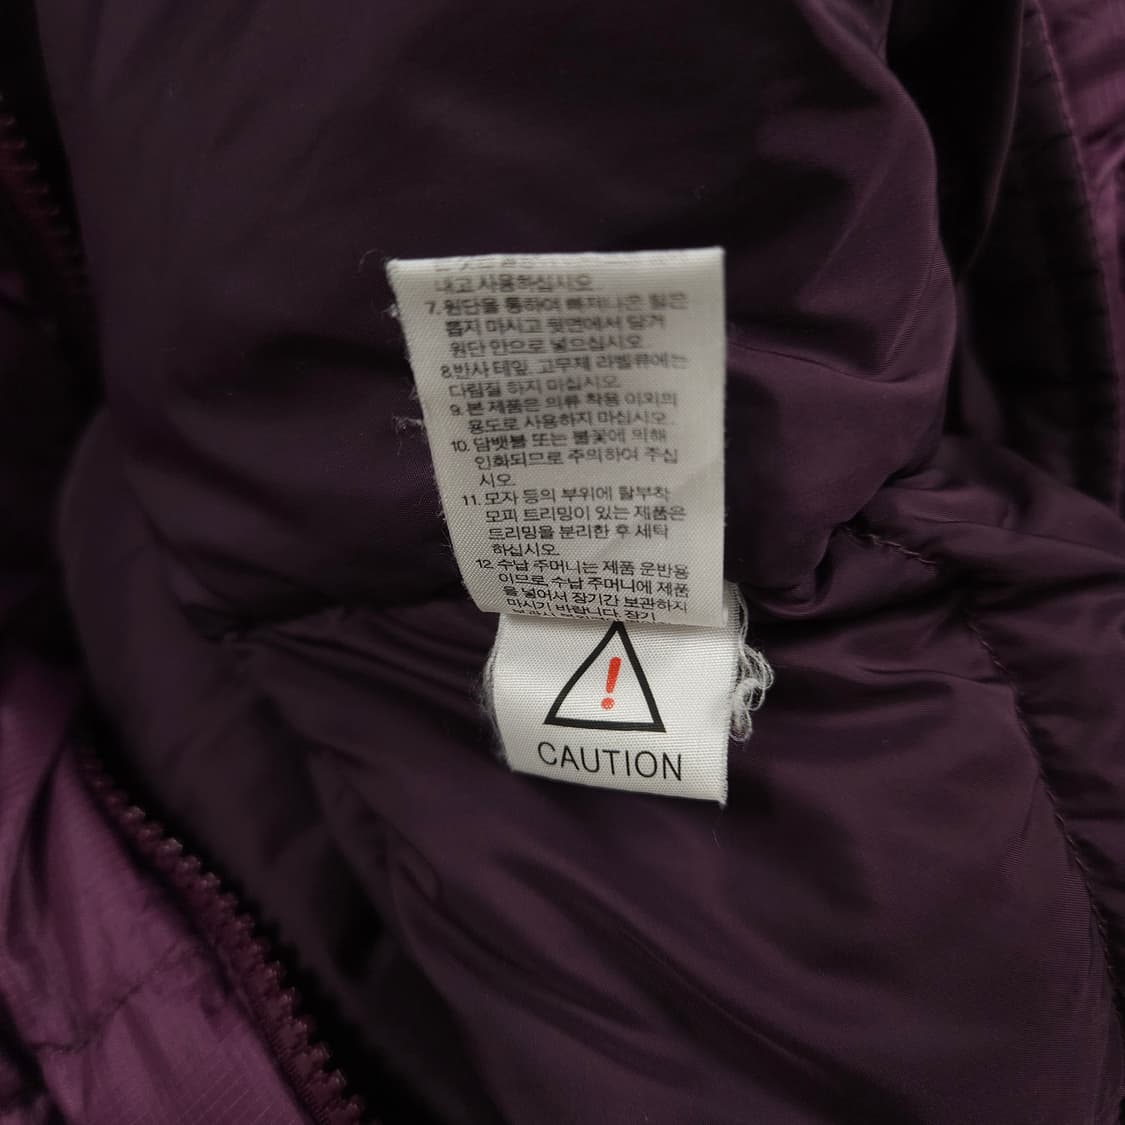 내고 사용하십시오
7. 원단을 통하여 빠져나온 털은
뽑지 마시고 뒷면에서 당겨
원단 안으로 넣으십시오.
8.반사 테잎, 고무제 라벨류에는
다림질 하지 마십시오.
9. 본 제품은 의류 착용 이외의
용도로 사용하지 마십시오.
10. 담뱃불 또는 불꽃에 의해
인화되므로 주의하여 주십
시오.
11. 모자 등의 부위에 탈부착
모피 트리밍이 있는 제품은
트리밍을 분리한 후 세탁
하십시오.
12. 수납 주머니는 제품 운반용
이므로, 수납 주머니에 제품
을 넣어서 장기간 보관하지
마시기 바랍니다. 장기
!
CAUTION